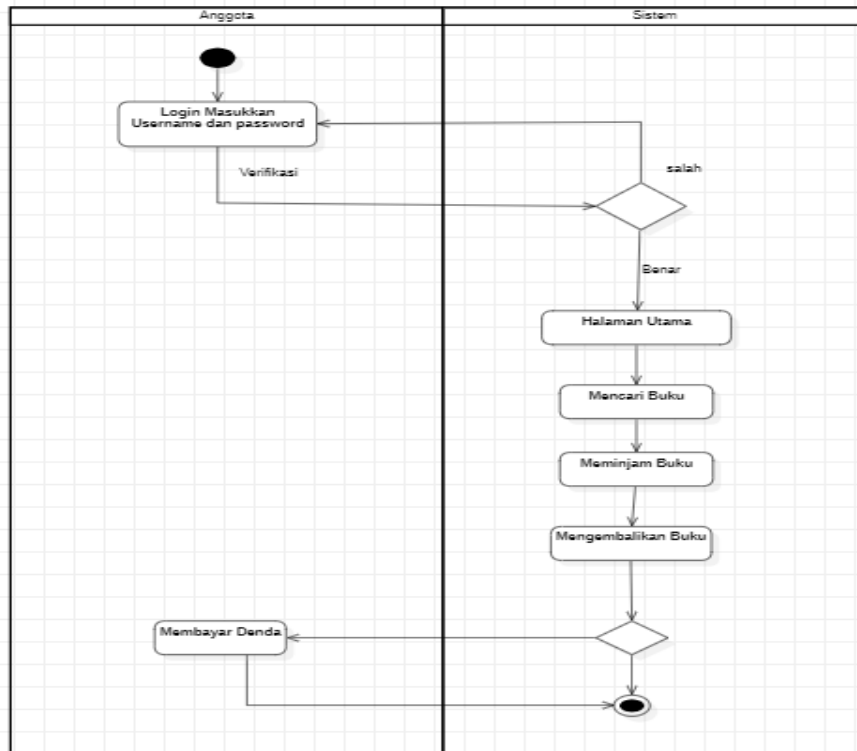 Anggota
Sistem
Login Masukkan
Username dan password
Verifikasi
salah
Benar
Halaman Utama
Mencari Buku
Meminjam Buku
Mengembalikan Buku
Membayar Denda